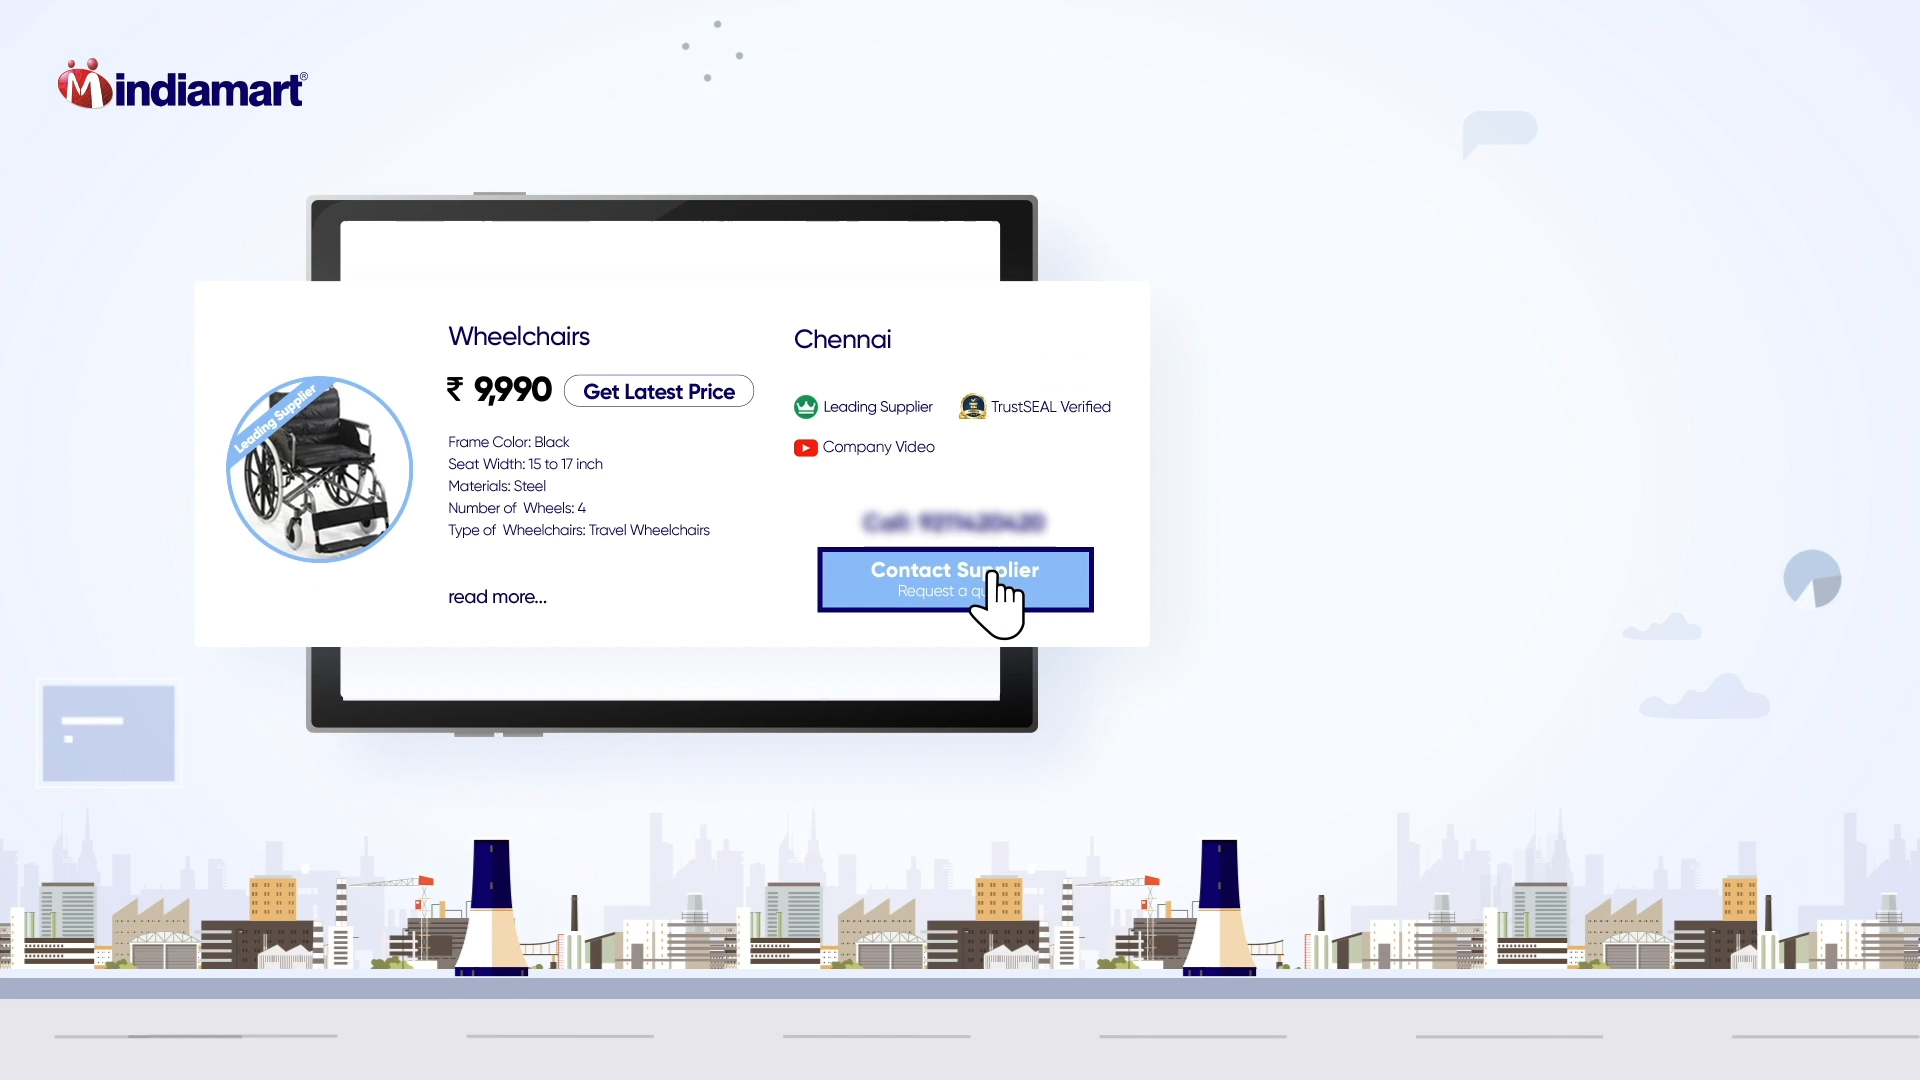 indiamart®
Wheelchairs
₹ 9,990
Get Latest Price
Leading Supplier
Frame Color: Black
Seat Width: 15 to 17 inch
Materials: Steel
Number of Wheels: 4
Type of Wheelchairs: Travel Wheelchairs
read more...
Chennai
Leading Supplier
TrustSEAL Verified
Company Video
Contact Supplier
Request a